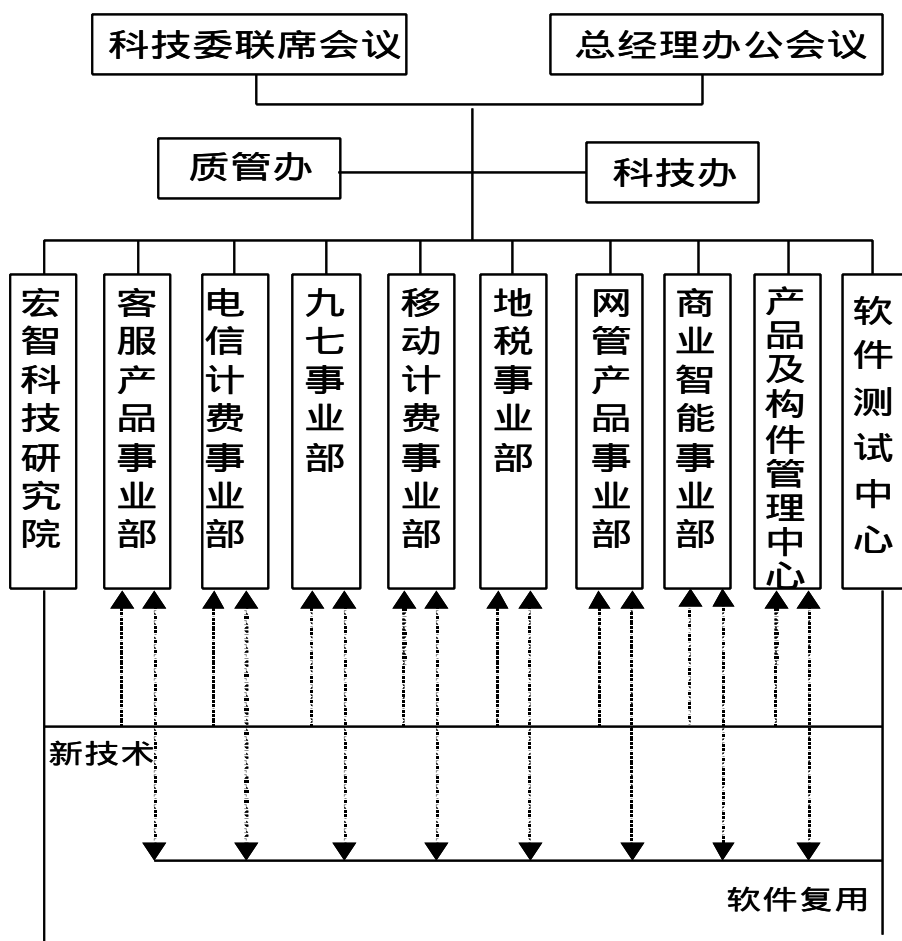 科技委联席会议
总经理办公会议
质管办
科技办
宏智科技研究院
客服产品事业部
电信计费事业部
九七事业部
移动计费事业部
地税事业部
网管产品事业部
商业智能事业部
产品及构件管理中心
软件测试中心
新技术
软件复用